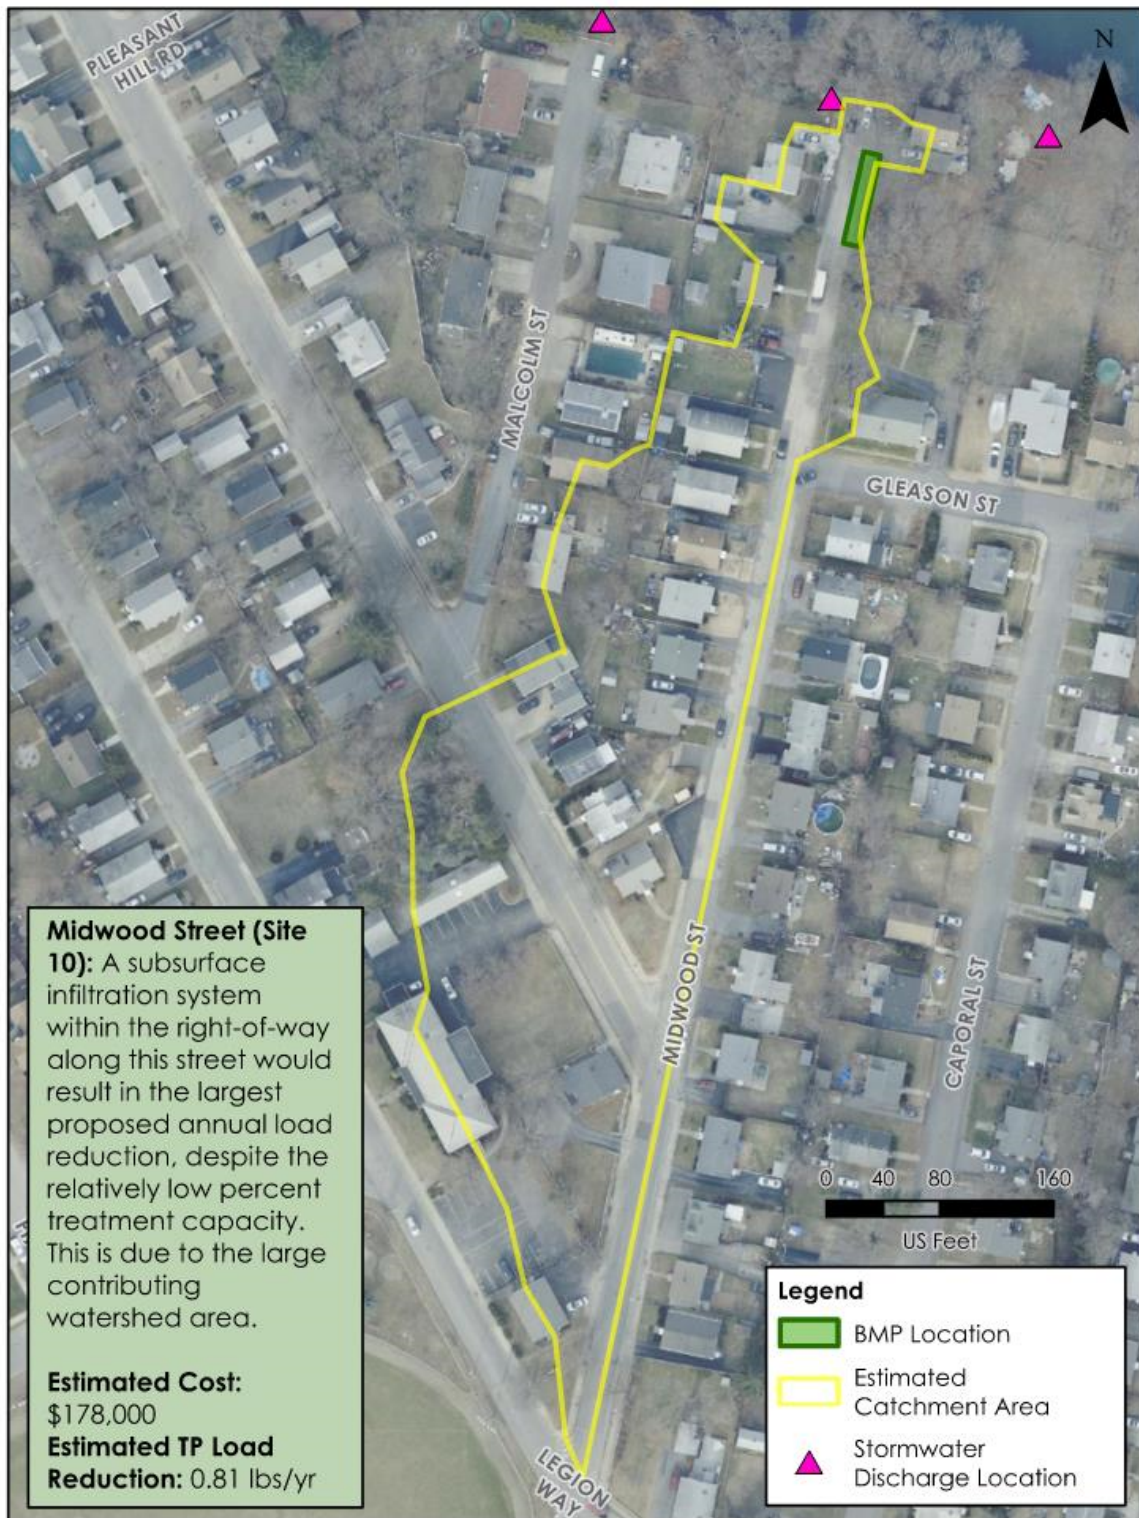 PLEASANT
HILL RD
N
MALCOLM ST
GLEASON ST
MIDWOOD ST
CAPORAL ST
Midwood Street (Site
10): A subsurface
infiltration system
within the right-of-way
along this street would
result in the largest
proposed annual load
reduction, despite the
relatively low percent
treatment capacity.
This is due to the large
contributing
watershed area.
Estimated Cost:
$178,000
Estimated TP Load
Reduction: 0.81 lbs/yr
0 40 80 160
US Feet
Legend
BMP Location
Estimated
Catchment Area
Stormwater
Discharge Location
LEGION
WAY